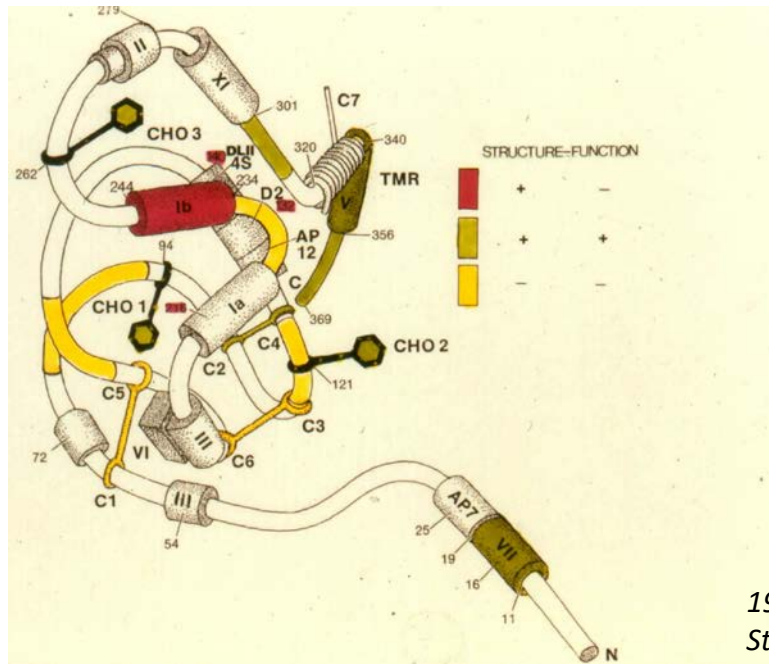 279
II
XI
301
C7
CHO 3
320
340
STRUCTURE–FUNCTION
DLII
4S
TMR
262
244
234
Ib
D2
V
+ –
94
AP
12
356
+ +
CHO 1
Ia
C
369
– –
C2
C4
CHO 2
C5
121
C3
III
VI
C6
72
C1
III
54
AP7
25
19
VII
16
11
N
19
St